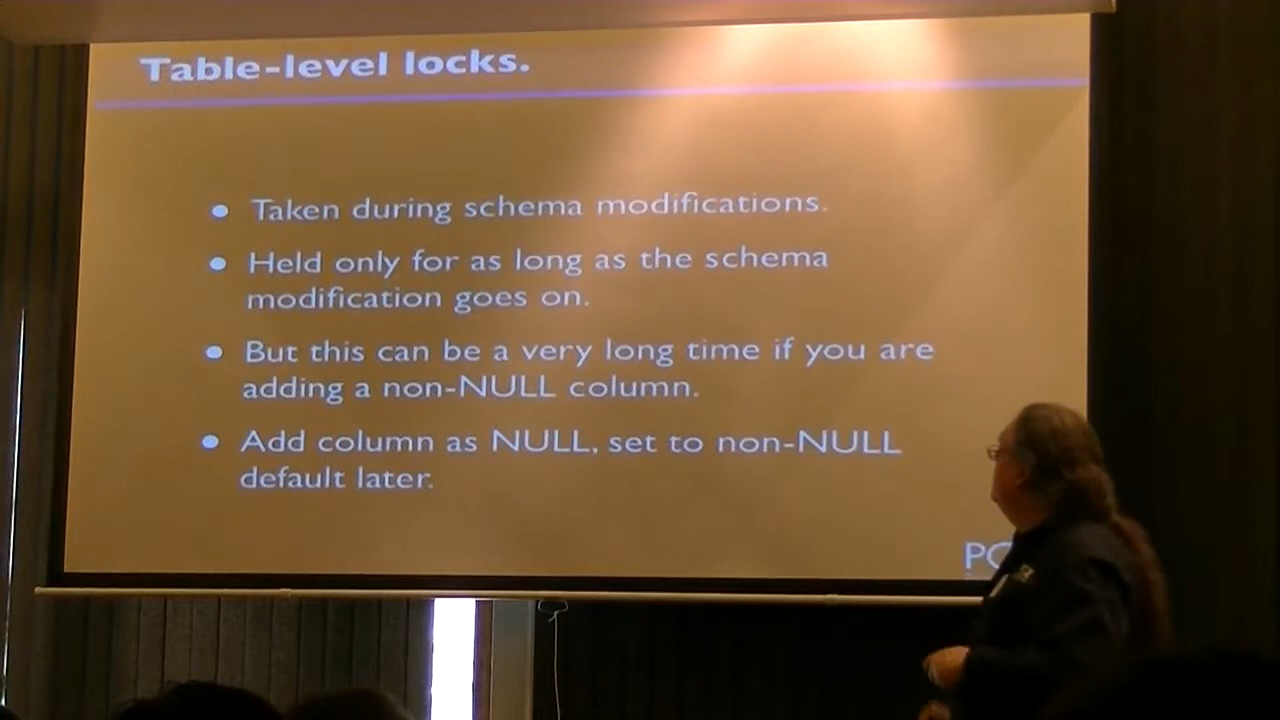 Table-level locks.
• Taken during schema modifications.
• Held only for as long as the schema
modification goes on.
• But this can be a very long time if you are
adding a non-NULL column.
• Add column as NULL, set to non-NULL
default later.